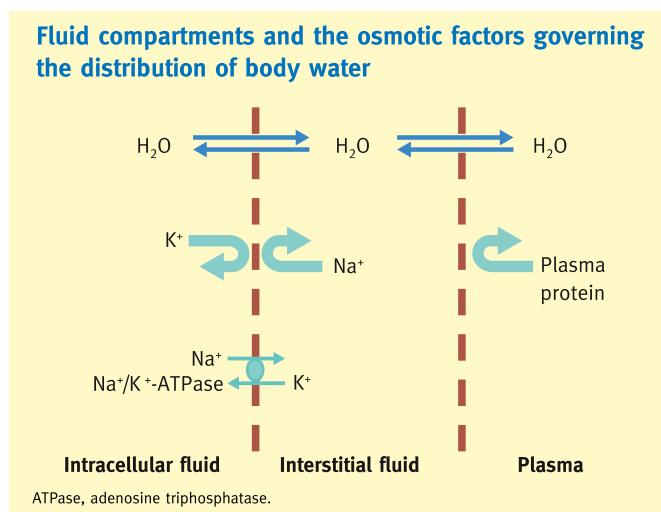 Fluid compartments and the osmotic factors governing
the distribution of body water
H₂O H₂O H₂O
K⁺
Na⁺ Plasma
protein
Na⁺
Na⁺/K⁺-ATPase K⁺
Intracellular fluid Interstitial fluid Plasma
ATPase, adenosine triphosphatase.